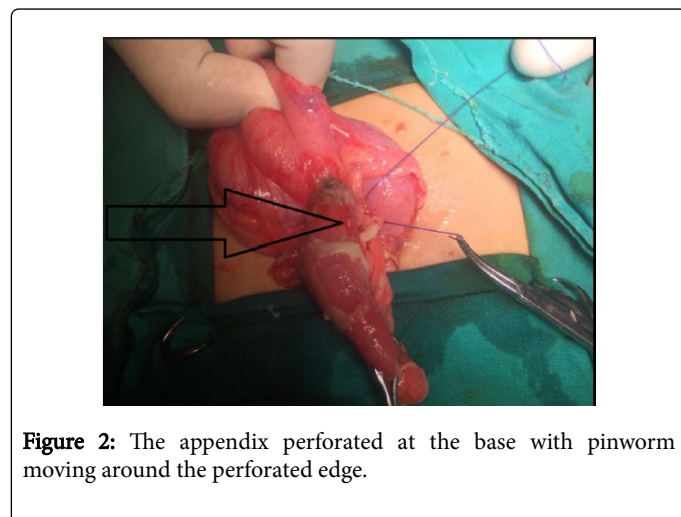 Figure 2: The appendix perforated at the base with pinworm
moving around the perforated edge.